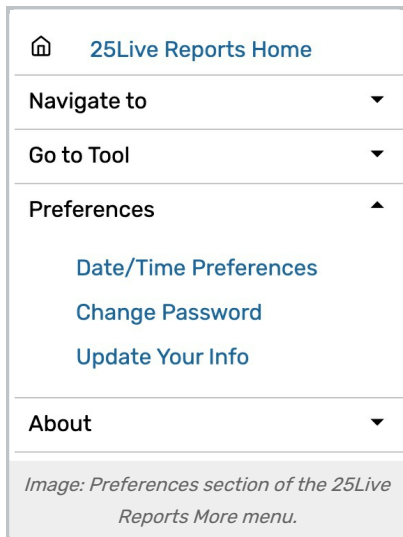 25Live Reports Home
Navigate to
Go to Tool
Preferences
Date/Time Preferences
Change Password
Update Your Info
About
Image: Preferences section of the 25Live
Reports More menu.